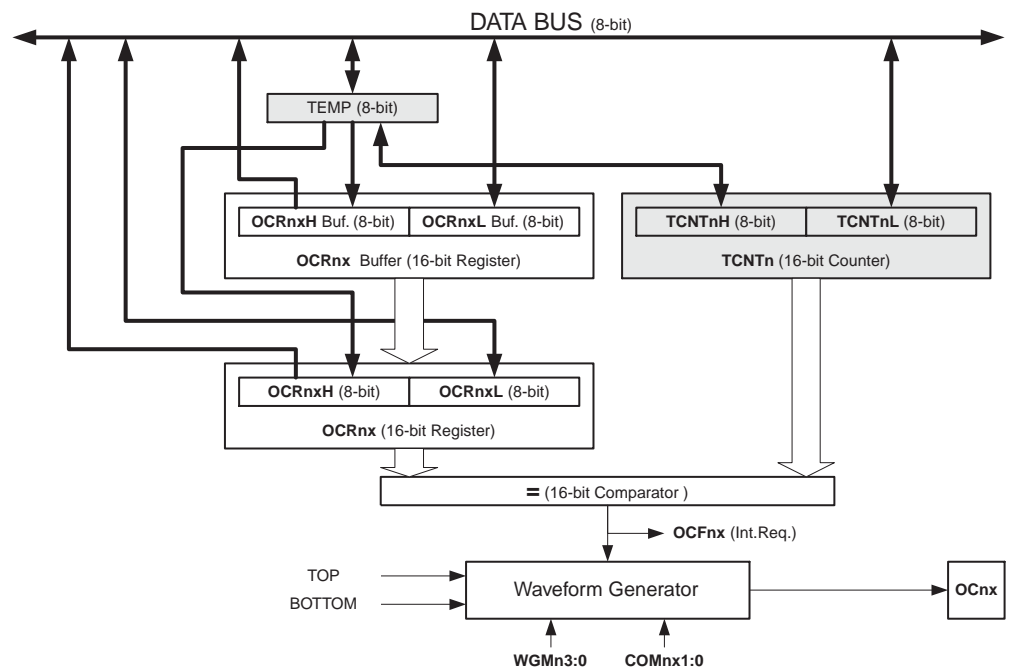 DATA BUS (8-bit)
TEMP (8-bit)
OCRnxH Buf. (8-bit) OCRnxL Buf. (8-bit)
OCRnx Buffer (16-bit Register)
TCNTnH (8-bit) TCNTnL (8-bit)
TCNTn (16-bit Counter)
OCRnxH (8-bit) OCRnxL (8-bit)
OCRnx (16-bit Register)
= (16-bit Comparator )
OCFnx (Int.Req.)
TOP
BOTTOM
Waveform Generator
OCnx
WGMn3:0 COMnx1:0